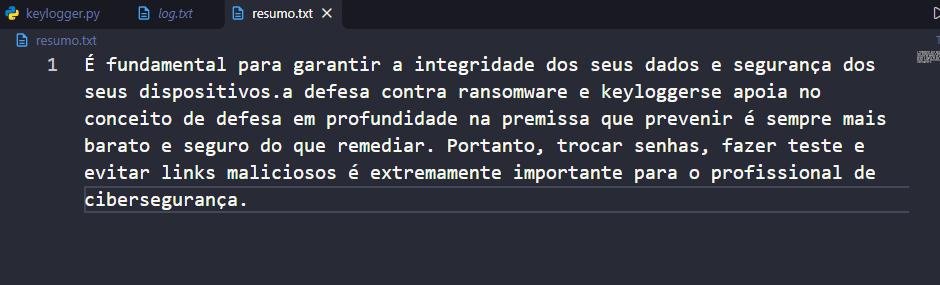 keylogger.py log.txt resumo.txt
resumo.txt
1 É fundamental para garantir a integridade dos seus dados e segurança dos
seus dispositivos.a defesa contra ransomware e keyloggerse apoia no
conceito de defesa em profundidade na premissa que prevenir é sempre mais
barato e seguro do que remediar. Portanto, trocar senhas, fazer teste e
evitar links maliciosos é extremamente importante para o profissional de
cibersegurança.